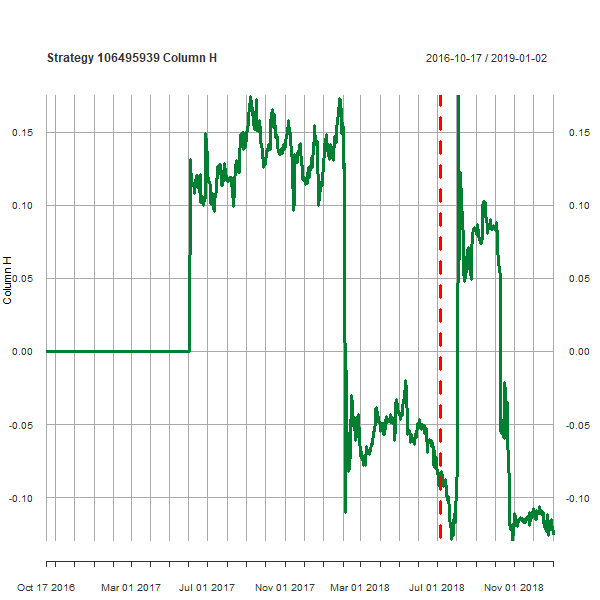 Strategy 106495939 Column H 2016-10-17 / 2019-01-02
0.15 0.15
0.10 0.10
0.05 0.05
Column H
0.00 0.00
-0.05 -0.05
-0.10 -0.10
Oct 17 2016 Mar 01 2017 Jul 01 2017 Nov 01 2017 Mar 01 2018 Jul 01 2018 Nov 01 2018